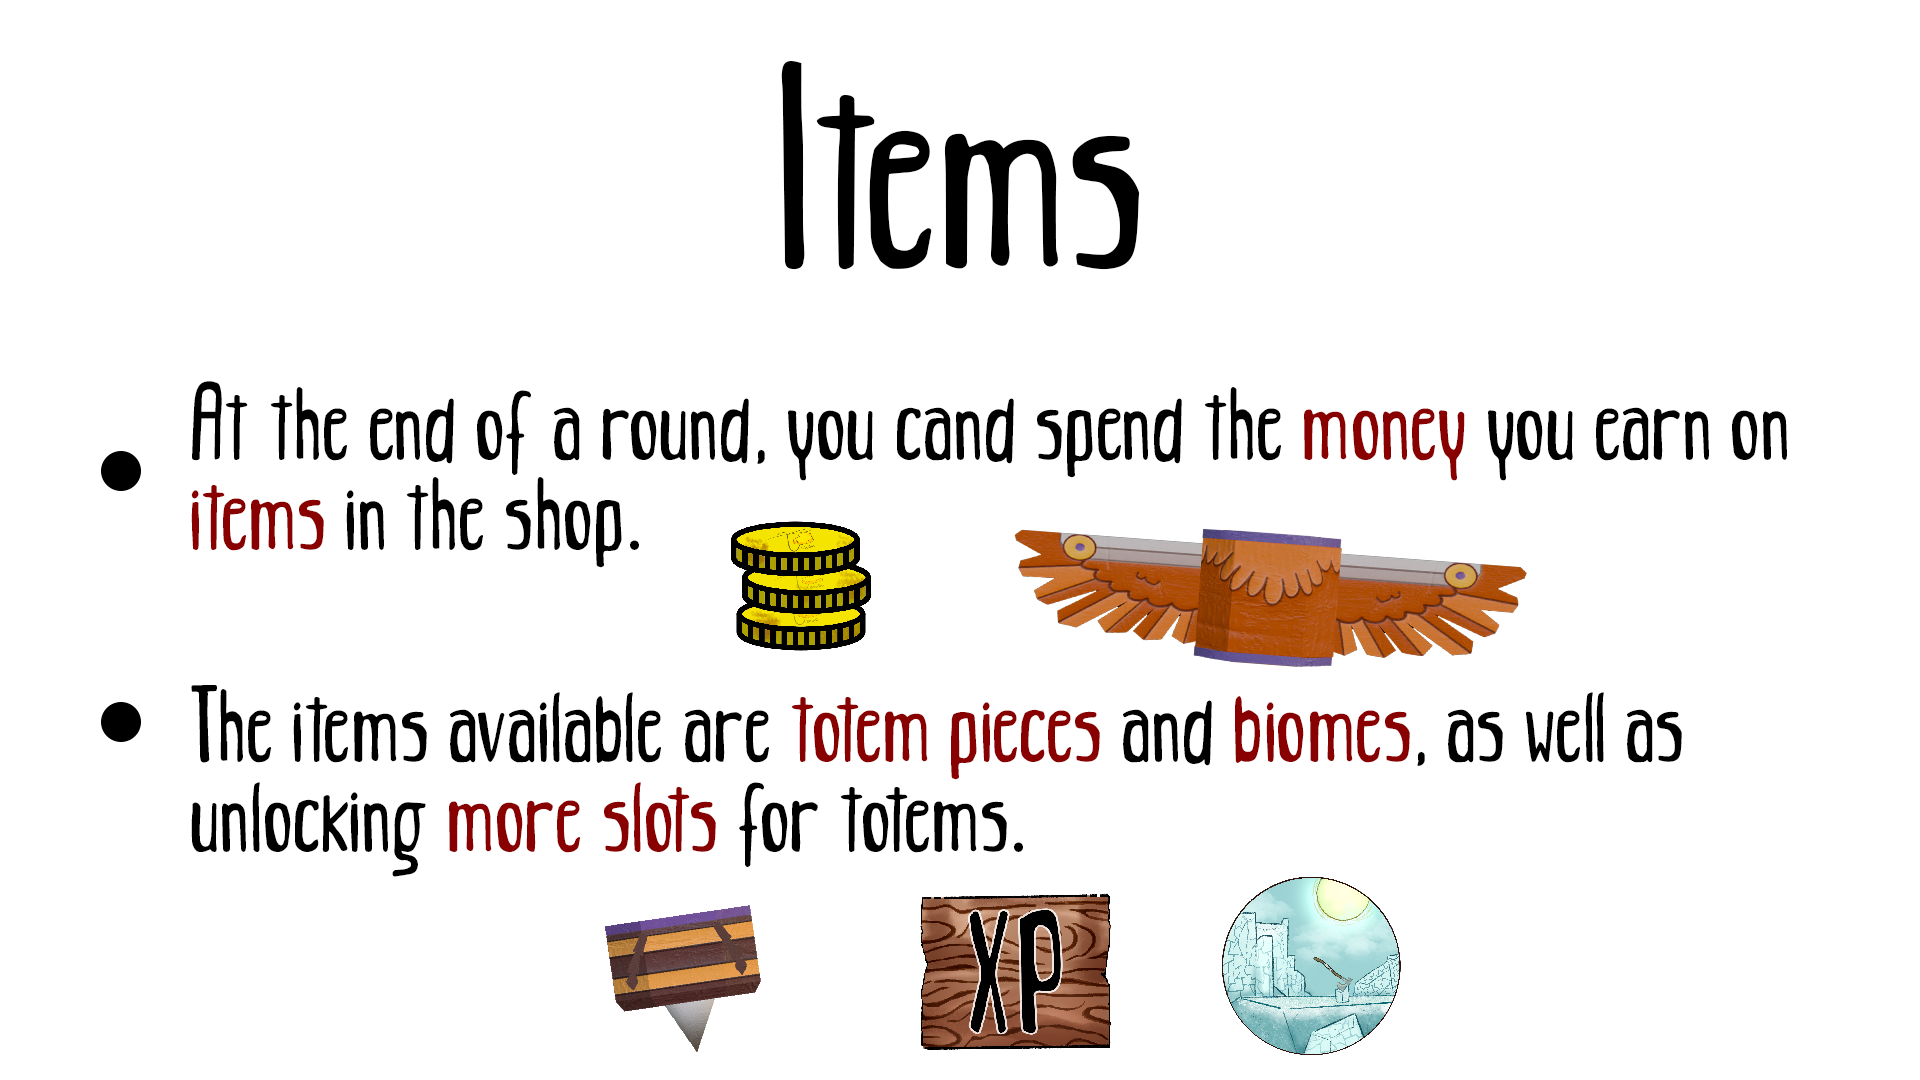 Items
At the end of a round, you cand spend the money you earn on
items in the shop.
The items available are totem pieces and biomes, as well as
unlocking more slots for totems.
XP